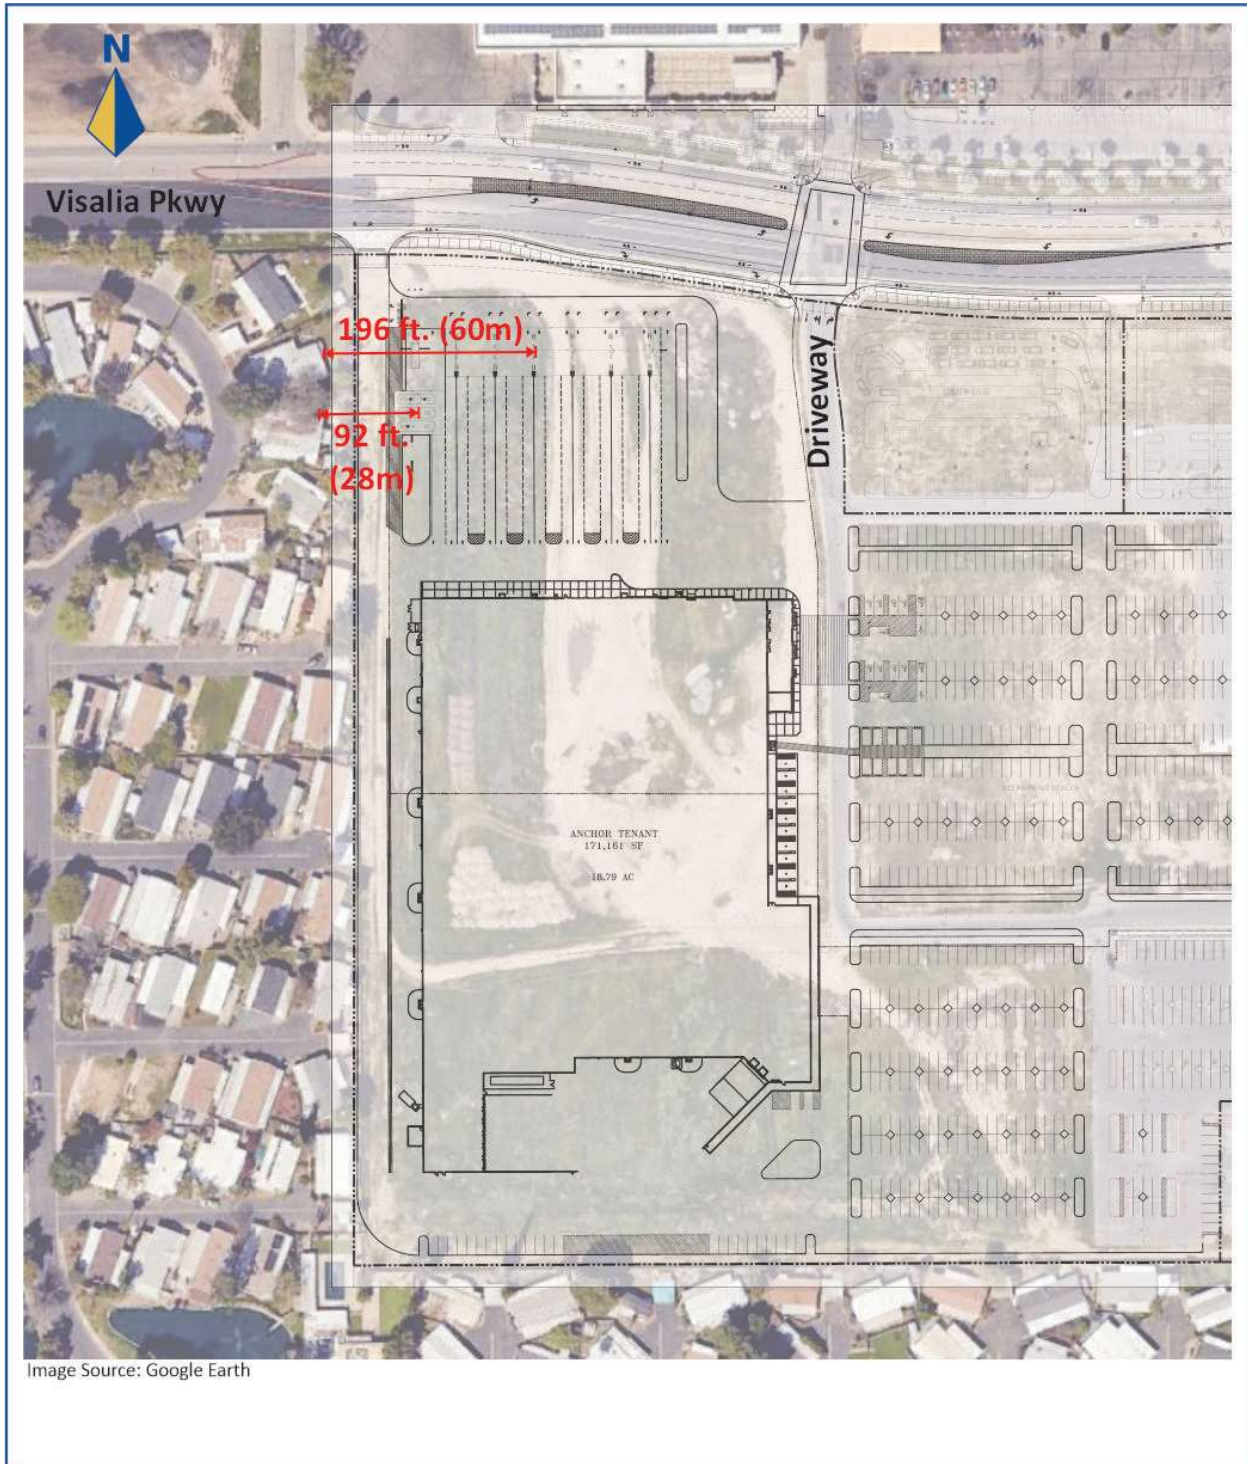 N
Visalia Pkwy
196 ft. (60m)
92 ft.
(28m)
Driveway
ANCHOR TENANT
171,161 SF
18.79 AC
Image Source: Google Earth